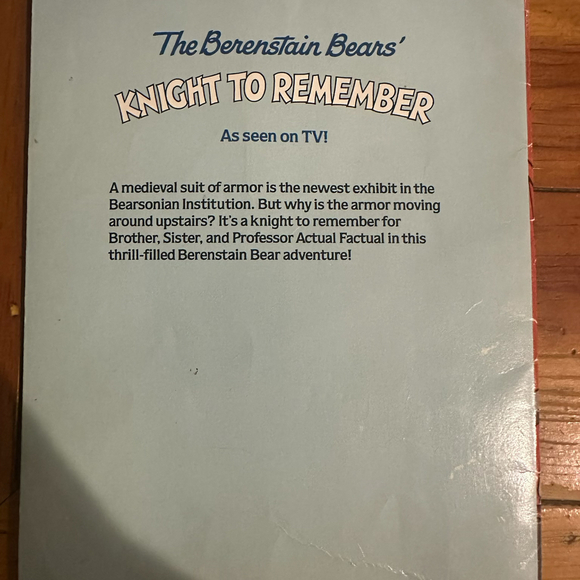 The Berenstain Bears'
KNIGHT TO REMEMBER
As seen on TV!
A medieval suit of armor is the newest exhibit in the
Bearsonian Institution. But why is the armor moving
around upstairs? It's a knight to remember for
Brother, Sister, and Professor Actual Factual in this
thrill-filled Berenstain Bear adventure!